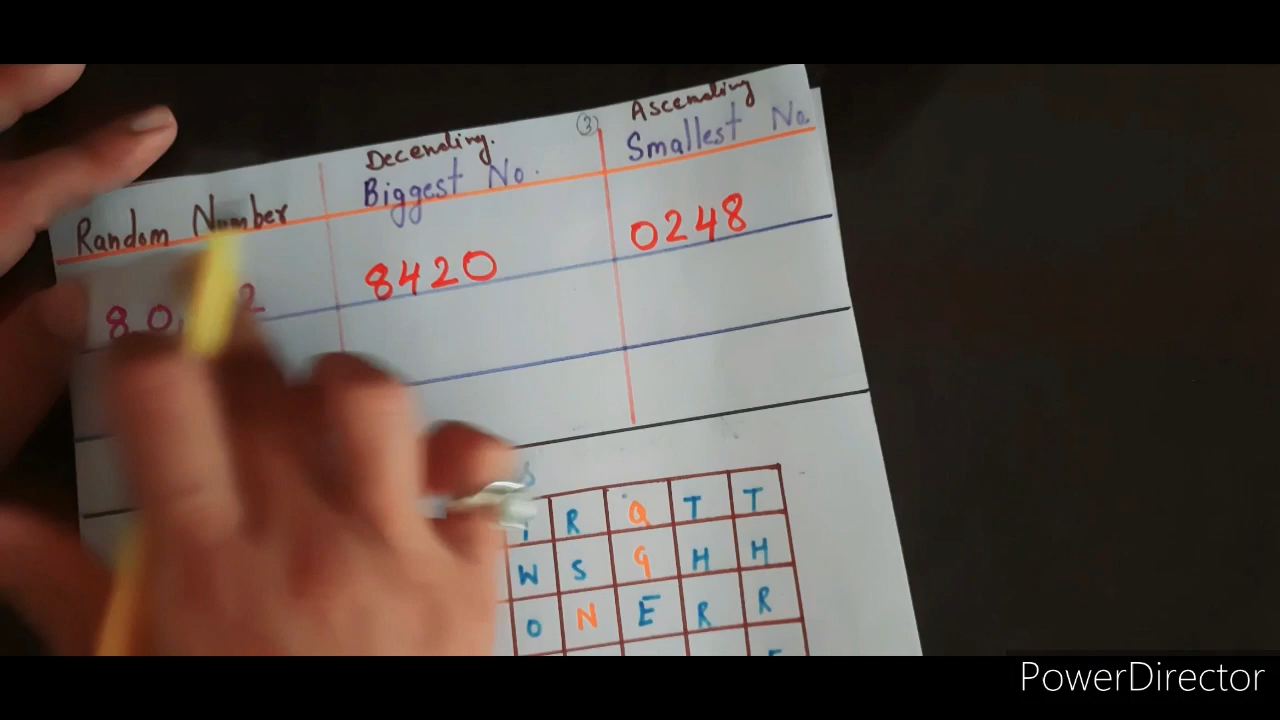 ③
Decending.
Ascending
Random Number
Biggest No.
Smallest No.
8420
0248
R Q T T
W S G H H
O N E R R
PowerDirector